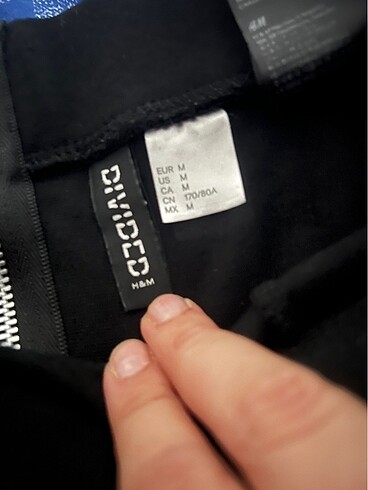 H&M
EUR M
US M
CA M
CN 170/80A
MX M
DIVIDED
H&M